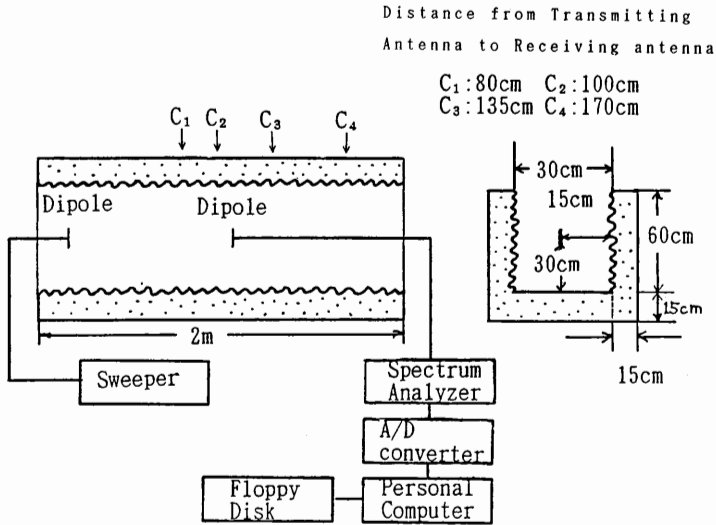 Distance from Transmitting
Antenna to Receiving antenna
C₁:80cm C₂:100cm
C₃:135cm C₄:170cm
C₁ C₂ C₃ C₄
Dipole Dipole
2m
30cm
15cm
60cm
30cm
15cm
15cm
Sweeper
Spectrum
Analyzer
A/D
converter
Floppy
Disk
Personal
Computer